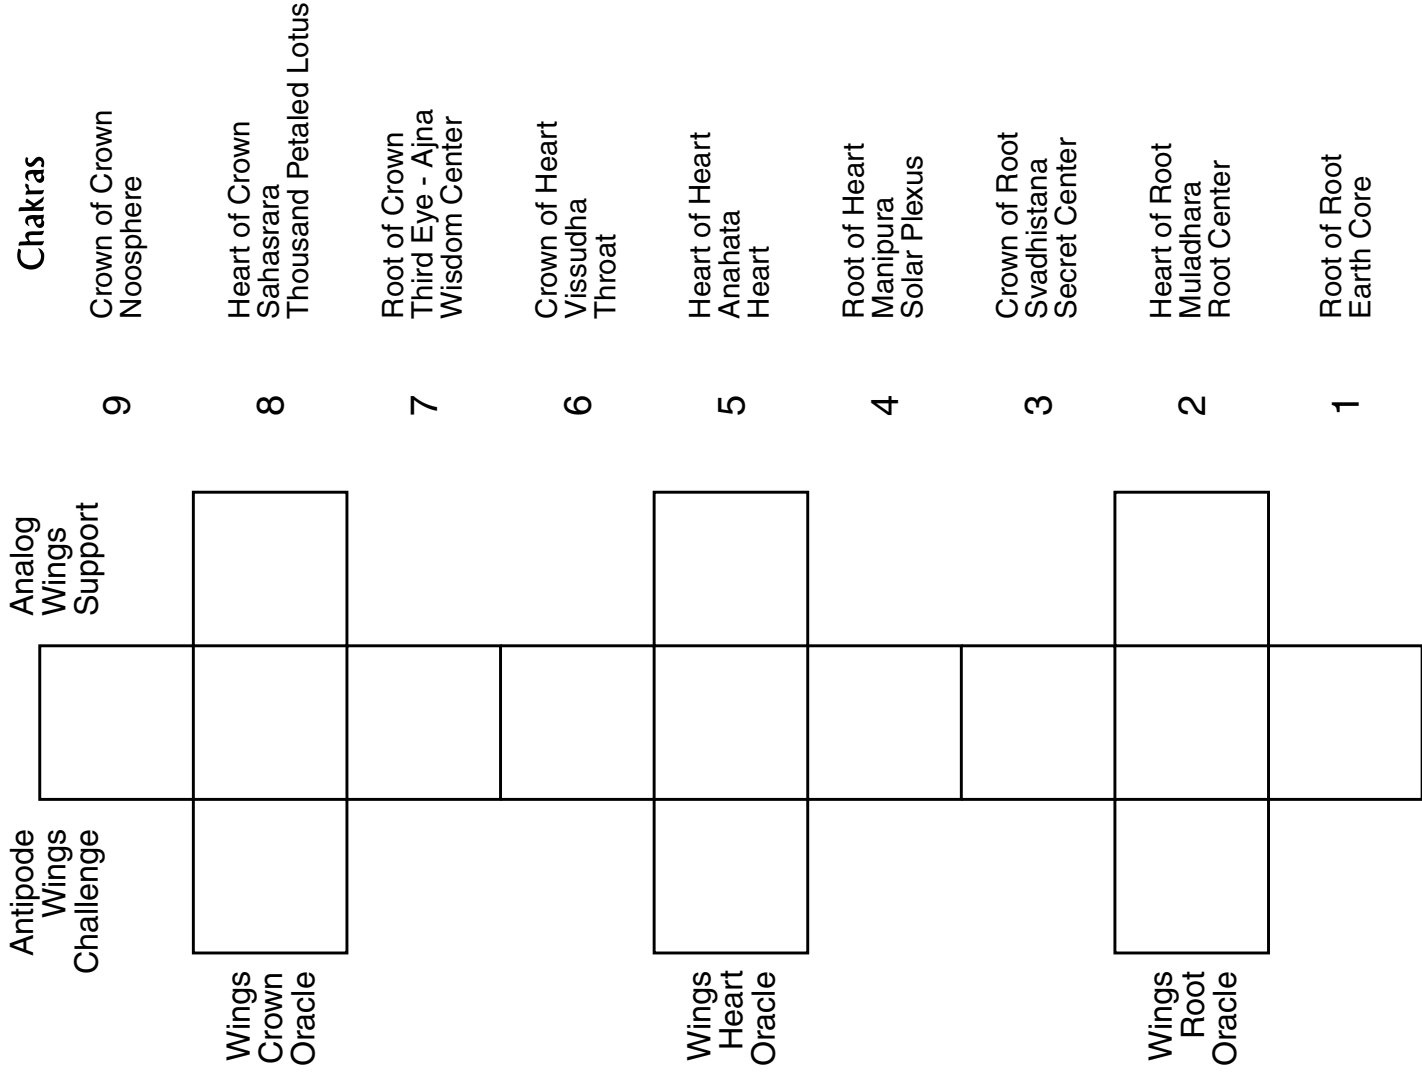 Antipode
Wings
Challenge
Analog
Wings
Support
Chakras
Wings
Crown
Oracle
9
Crown of Crown
Noosphere
8
Heart of Crown
Sahasrara
Thousand Petaled Lotus
7
Root of Crown
Third Eye - Ajna
Wisdom Center
Wings
Heart
Oracle
6
Crown of Heart
Vissudha
Throat
5
Heart of Heart
Anahata
Heart
4
Root of Heart
Manipura
Solar Plexus
Wings
Root
Oracle
3
Crown of Root
Svadhistana
Secret Center
2
Heart of Root
Muladhara
Root Center
1
Root of Root
Earth Core